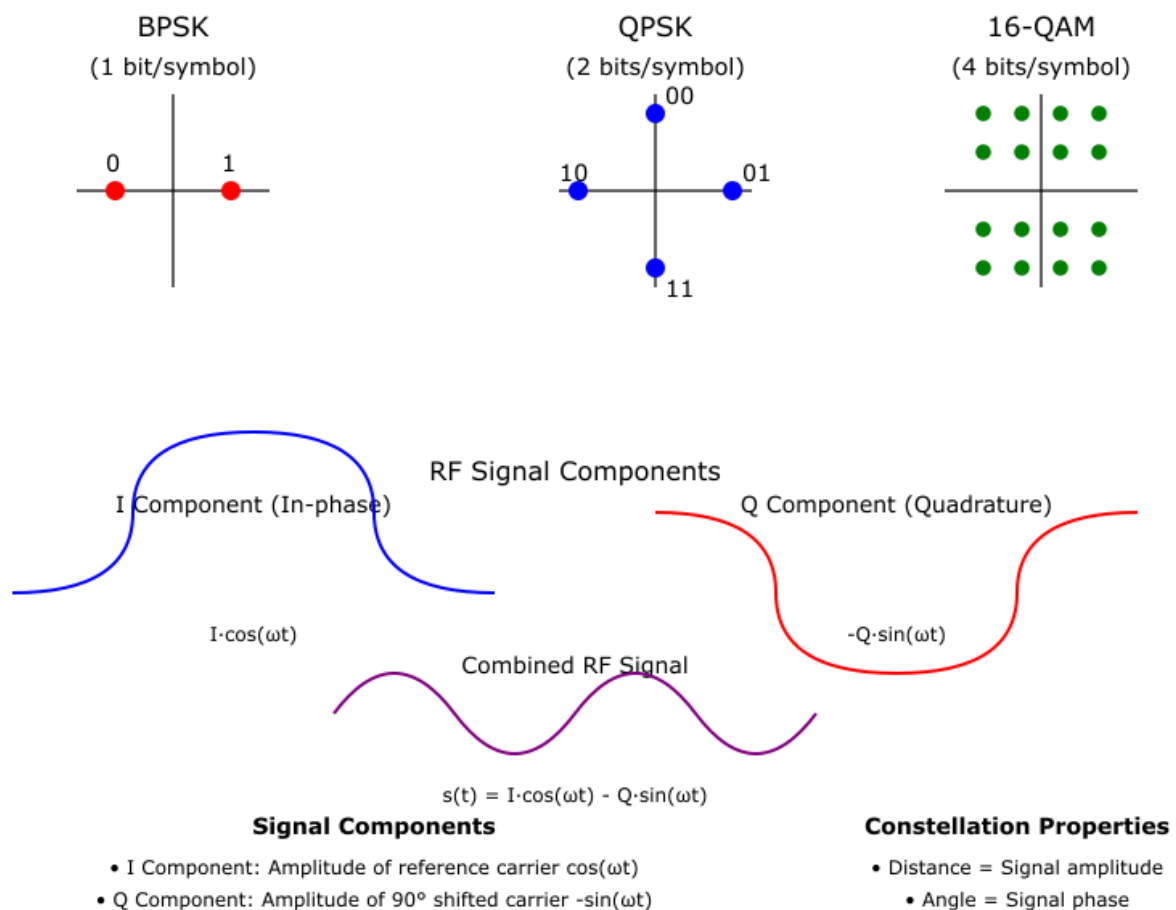 BPSK
QPSK
16-QAM
(1 bit/symbol)
(2 bits/symbol)
(4 bits/symbol)
00
0
1
10
01
11
RF Signal Components
I Component (In-phase)
Q Component (Quadrature)
I·cos(ωt)
-Q·sin(ωt)
Combined RF Signal
s(t) = I·cos(ωt) - Q·sin(ωt)
Signal Components
• I Component: Amplitude of reference carrier cos(ωt)
• Q Component: Amplitude of 90° shifted carrier -sin(ωt)
Constellation Properties
• Distance = Signal amplitude
• Angle = Signal phase